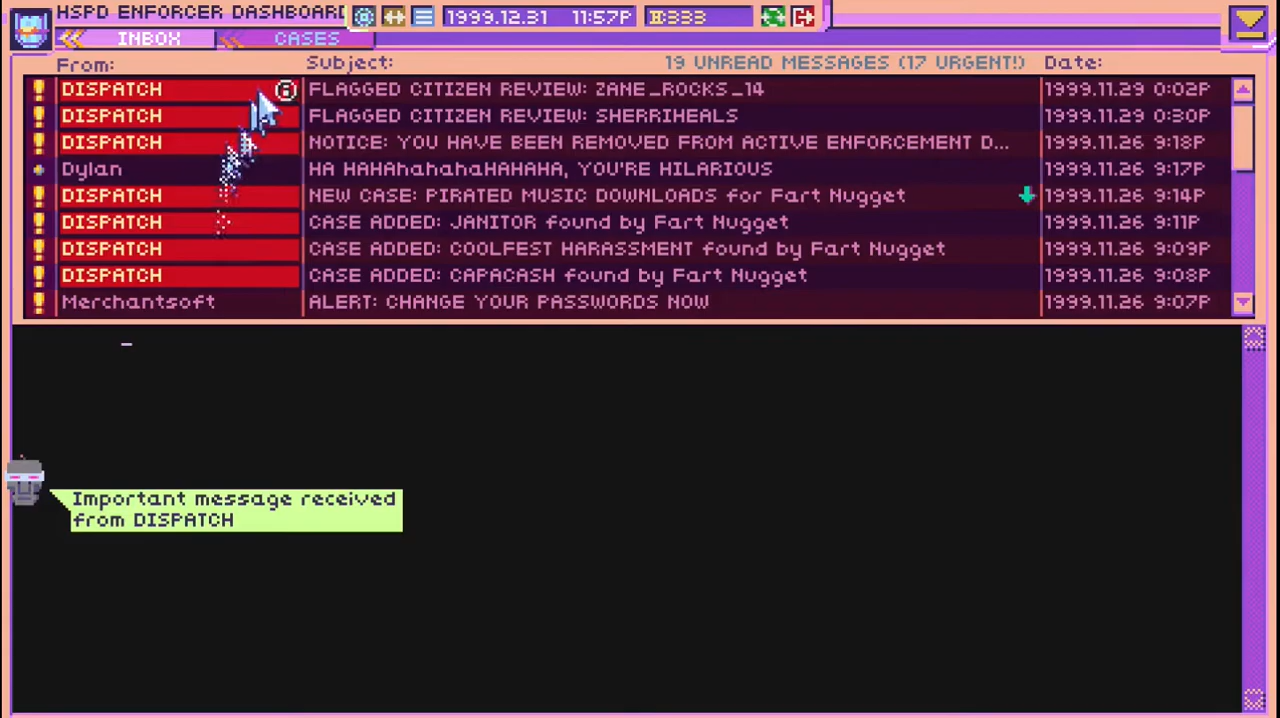 HSPD ENFORCER DASHBOARD
1999.12.31 11:57P
333
INBOX
CASES
From: Subject: 19 UNREAD MESSAGES (17 URGENT!) Date:
DISPATCH FLAGGED CITIZEN REVIEW: ZANE_ROCKS_14 1999.11.29 0:02P
DISPATCH FLAGGED CITIZEN REVIEW: SHERRIHEALS 1999.11.29 0:30P
DISPATCH NOTICE: YOU HAVE BEEN REMOVED FROM ACTIVE ENFORCEMENT D... 1999.11.26 9:18P
Dylan HA HAHAhahahaHAHAHA, YOU'RE HILARIOUS 1999.11.26 9:17P
DISPATCH NEW CASE: PIRATED MUSIC DOWNLOADS for Fart Nugget 1999.11.26 9:14P
DISPATCH CASE ADDED: JANITOR found by Fart Nugget 1999.11.26 9:11P
DISPATCH CASE ADDED: COOLFEST HARASSMENT found by Fart Nugget 1999.11.26 9:09P
DISPATCH CASE ADDED: CAPACASH found by Fart Nugget 1999.11.26 9:08P
Merchantsoft ALERT: CHANGE YOUR PASSWORDS NOW 1999.11.26 9:07P
Important message received
from DISPATCH